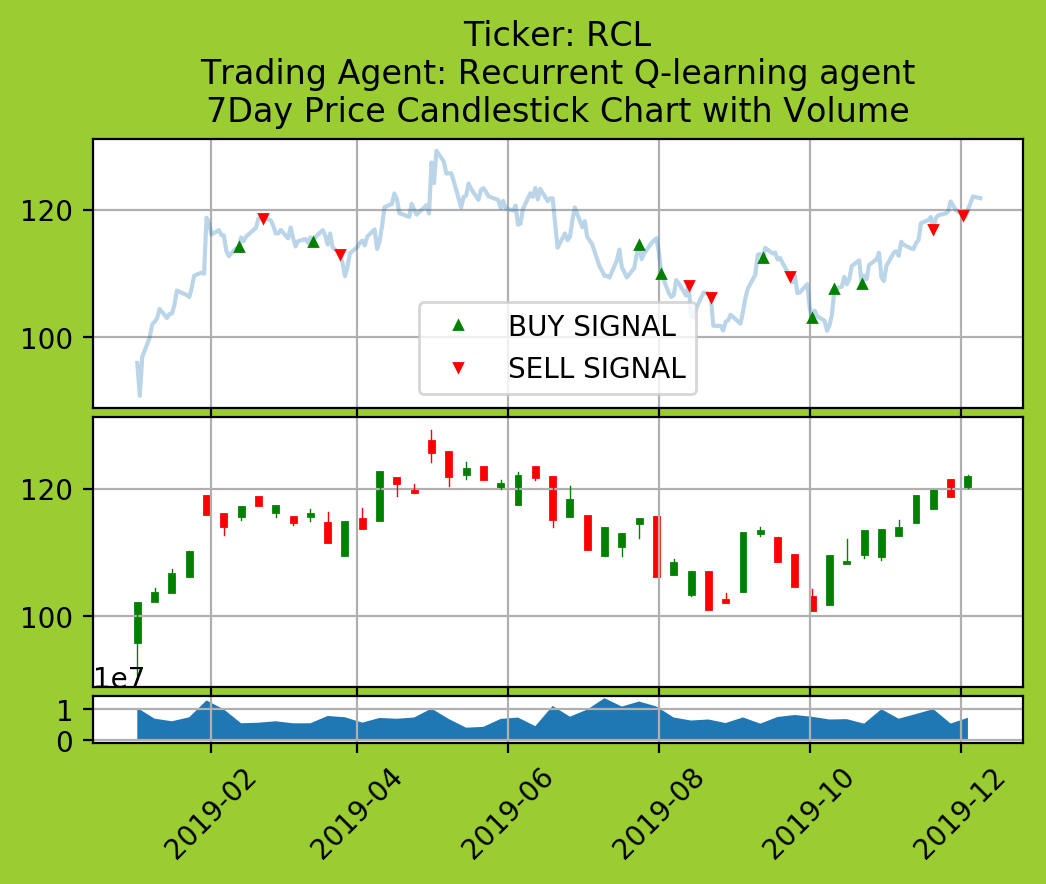 Ticker: RCL
Trading Agent: Recurrent Q-learning agent
7Day Price Candlestick Chart with Volume
120
100
BUY SIGNAL
SELL SIGNAL
120
100
1e7
1
0
2019-02
2019-04
2019-06
2019-08
2019-10
2019-12